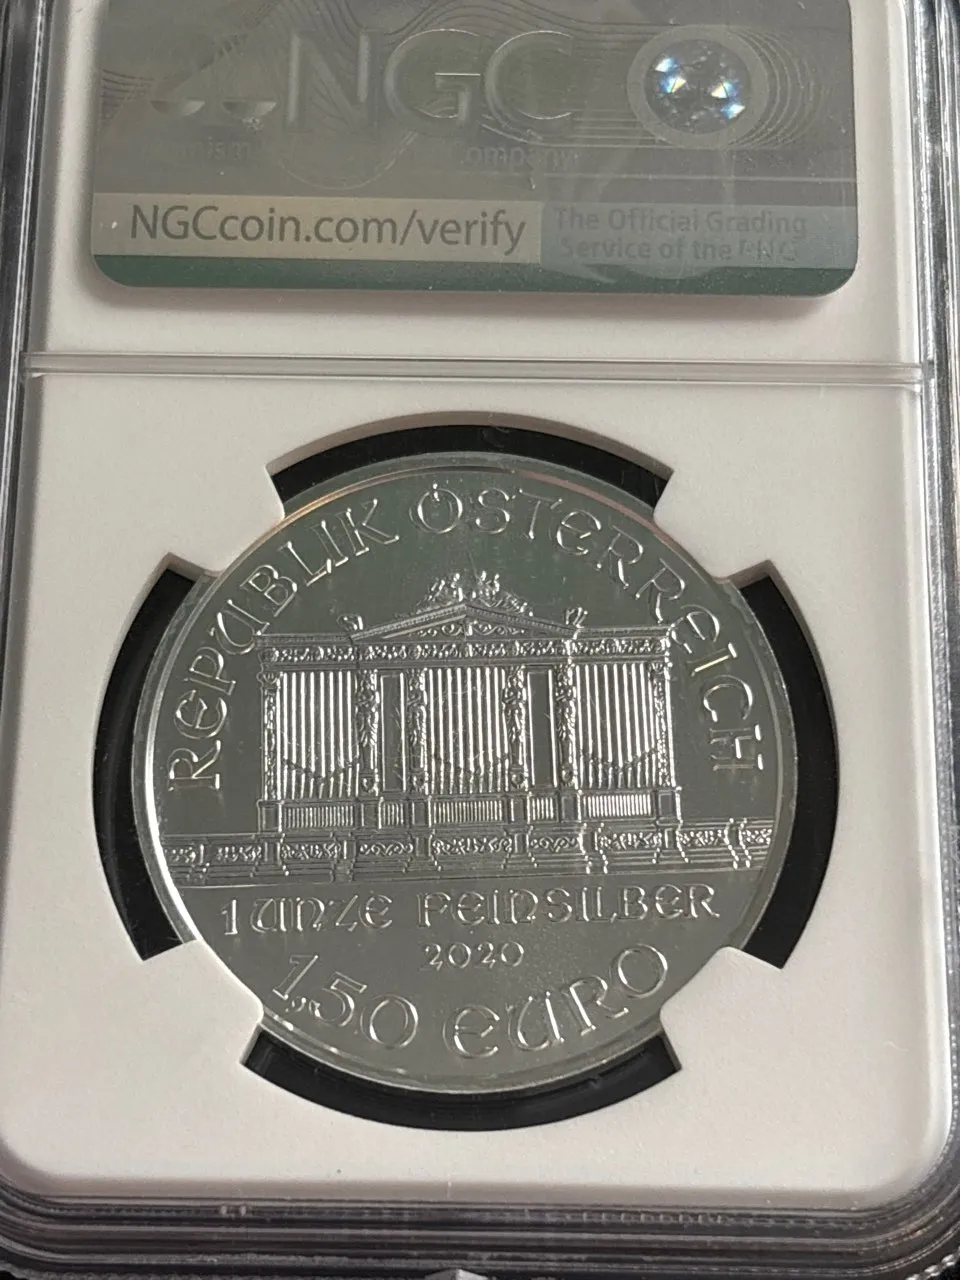 NGC
Company
NGCcoin.com/verify
The Official Grading
Service of the PNG
REPUBLIK ÖSTERREICH
1 UNZE FEINSILBER
2020
1,50 EURO